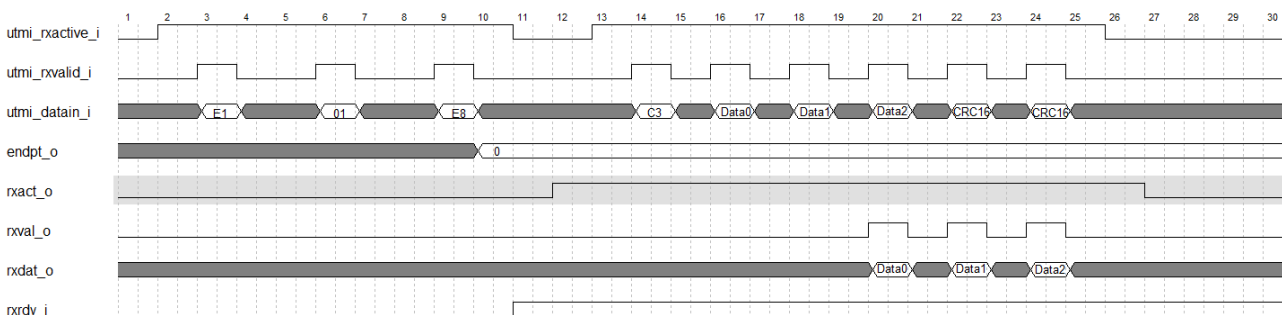 1 2 3 4 5 6 7 8 9 10 11 12 13 14 15 16 17 18 19 20 21 22 23 24 25 26 27 28 29 30
utmi_rxactive_i
utmi_rxvalid_i
utmi_datain_i E1 01 E8 C3 Data0 Data1 Data2 CRC16 CRC16
endpt_o 0
rxact_o
rxval_o
rxdat_o Data0 Data1 Data2
rxrdy_i